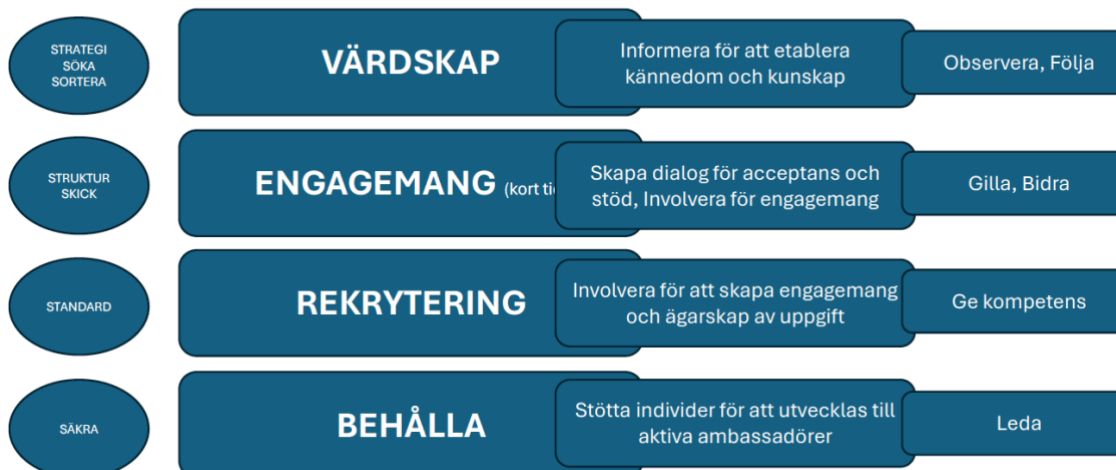 STRATEGI
SÖKA
SORTERA
VÄRDSKAP
Informera för att etablera
kännedom och kunskap
Observera, Följa
STRUKTUR
SKICK
ENGAGEMANG (kort
Skapa dialog för acceptans och
stöd, Involvera för engagemang
Gilla, Bidra
STANDARD
REKRYTERING
Involvera för att skapa engagemang
och ägarskap av uppgift
Ge kompetens
SÄKRA
BEHÅLLA
Stötta individer för att utvecklas till
aktiva ambassadörer
Leda